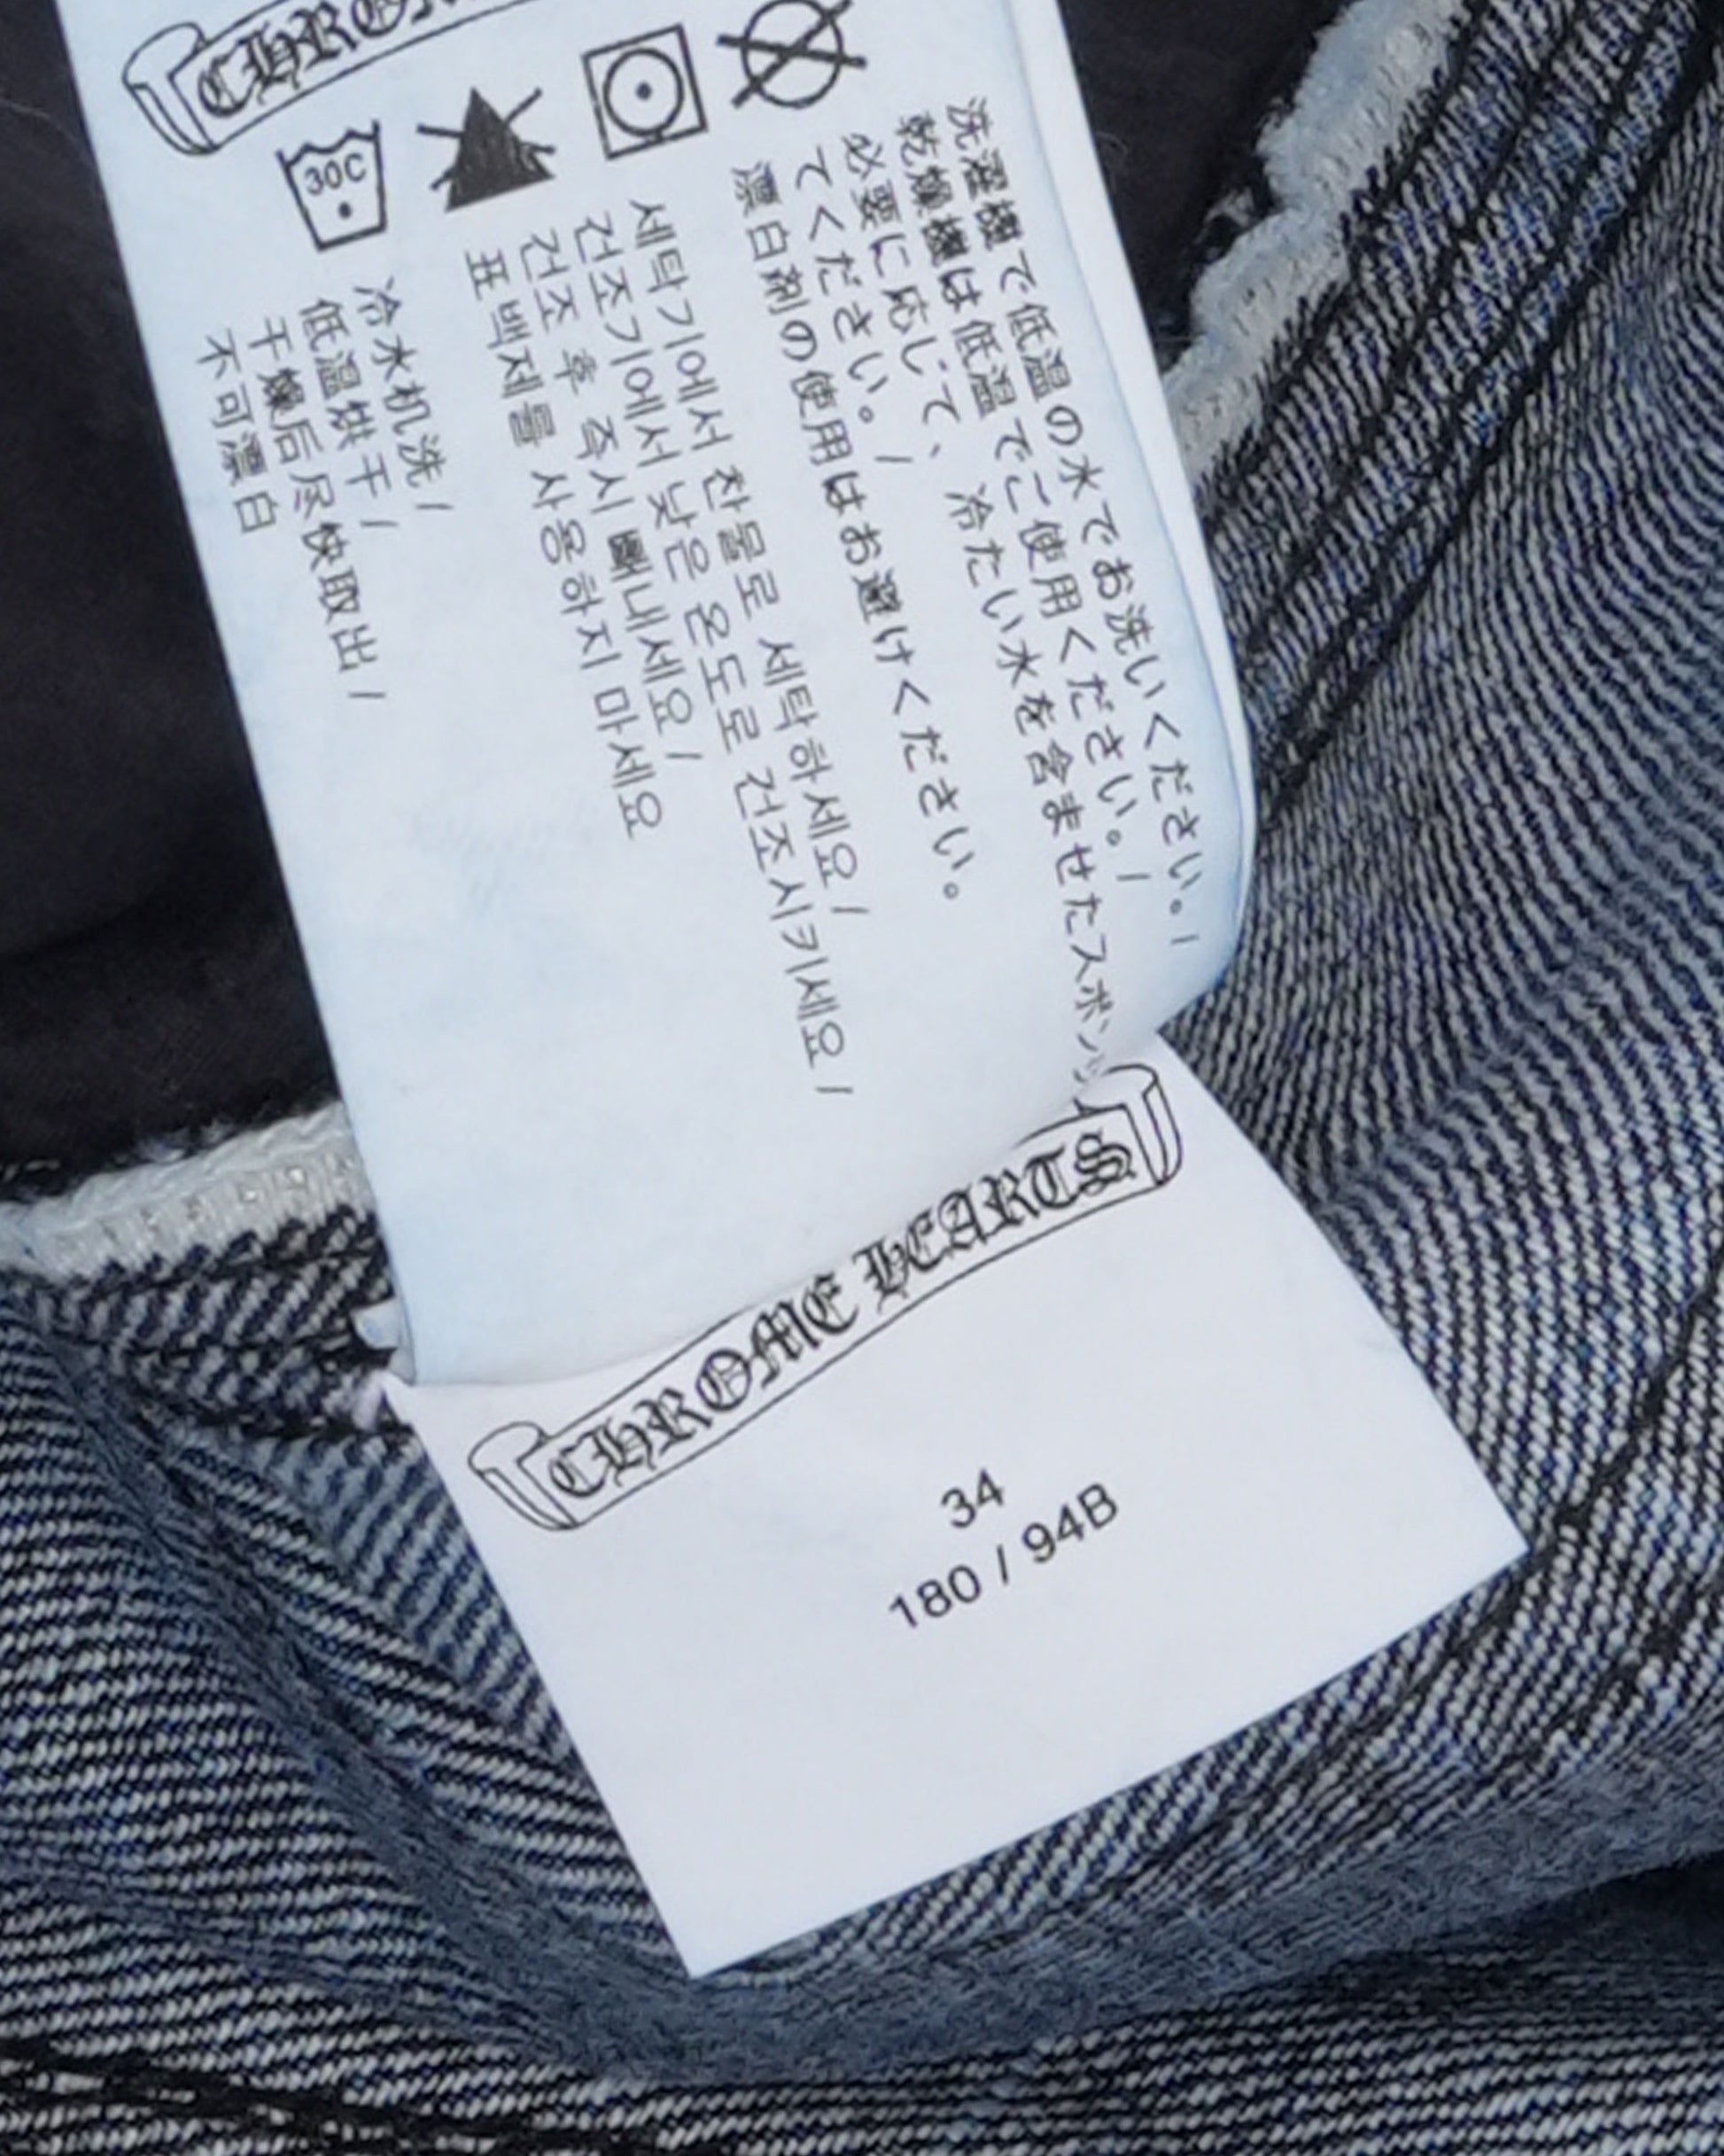 CHRO
30C
洗濯機で低温の水でお洗いください。/
乾燥機は低温でご使用ください。/
必要に応じて、冷たい水を含ませたスポンジ
てください。/
漂白剤の使用はお避けください。
세탁기에서 찬물로 세탁하세요 /
건조기에서 낮은 온도로 건조시키세요 /
건조 후 즉시 빼내세요 /
표백제를 사용하지 마세요
冷水机洗 /
低温烘干 /
干燥后尽快取出 /
不可漂白
CHROME HEARTS
34
180 / 94B